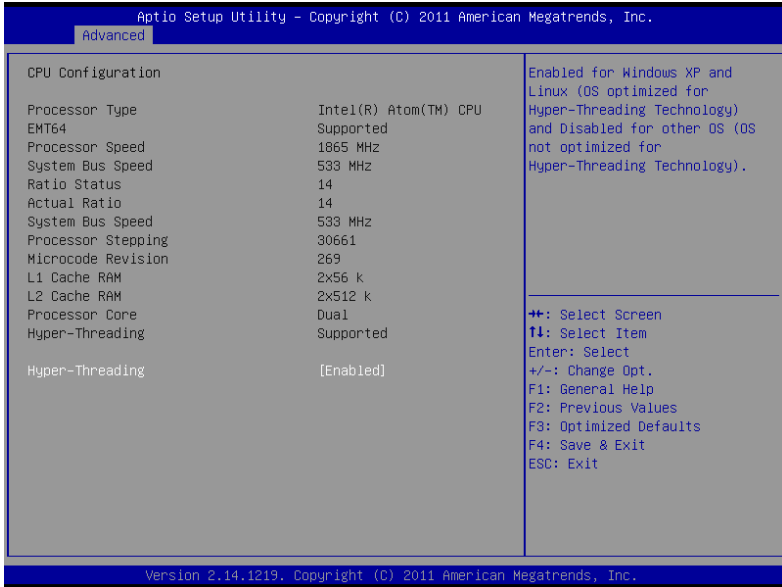 Aptio Setup Utility – Copyright (C) 2011 American Megatrends, Inc.
Advanced
CPU Configuration
Processor Type Intel(R) Atom(TM) CPU
EMT64 Supported
Processor Speed 1865 MHz
System Bus Speed 533 MHz
Ratio Status 14
Actual Ratio 14
System Bus Speed 533 MHz
Processor Stepping 30661
Microcode Revision 269
L1 Cache RAM 2x56 k
L2 Cache RAM 2x512 k
Processor Core Dual
Hyper-Threading Supported
Hyper-Threading [Enabled]
Enabled for Windows XP and
Linux (OS optimized for
Hyper-Threading Technology)
and Disabled for other OS (OS
not optimized for
Hyper-Threading Technology).
→←: Select Screen
↑↓: Select Item
Enter: Select
+/-: Change Opt.
F1: General Help
F2: Previous Values
F3: Optimized Defaults
F4: Save & Exit
ESC: Exit
Version 2.14.1219. Copyright (C) 2011 American Megatrends, Inc.